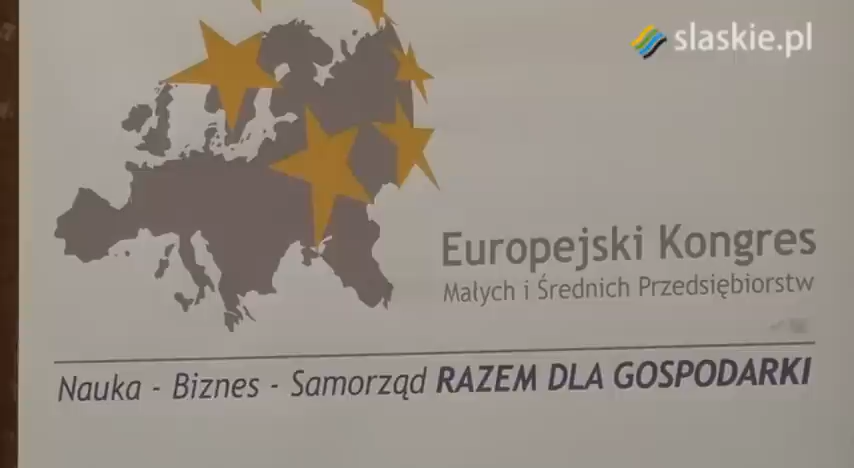 slaskie.pl
Europejski Kongres
Małych i Średnich Przedsiębiorstw
Nauka - Biznes - Samorząd RAZEM DLA GOSPODARKI